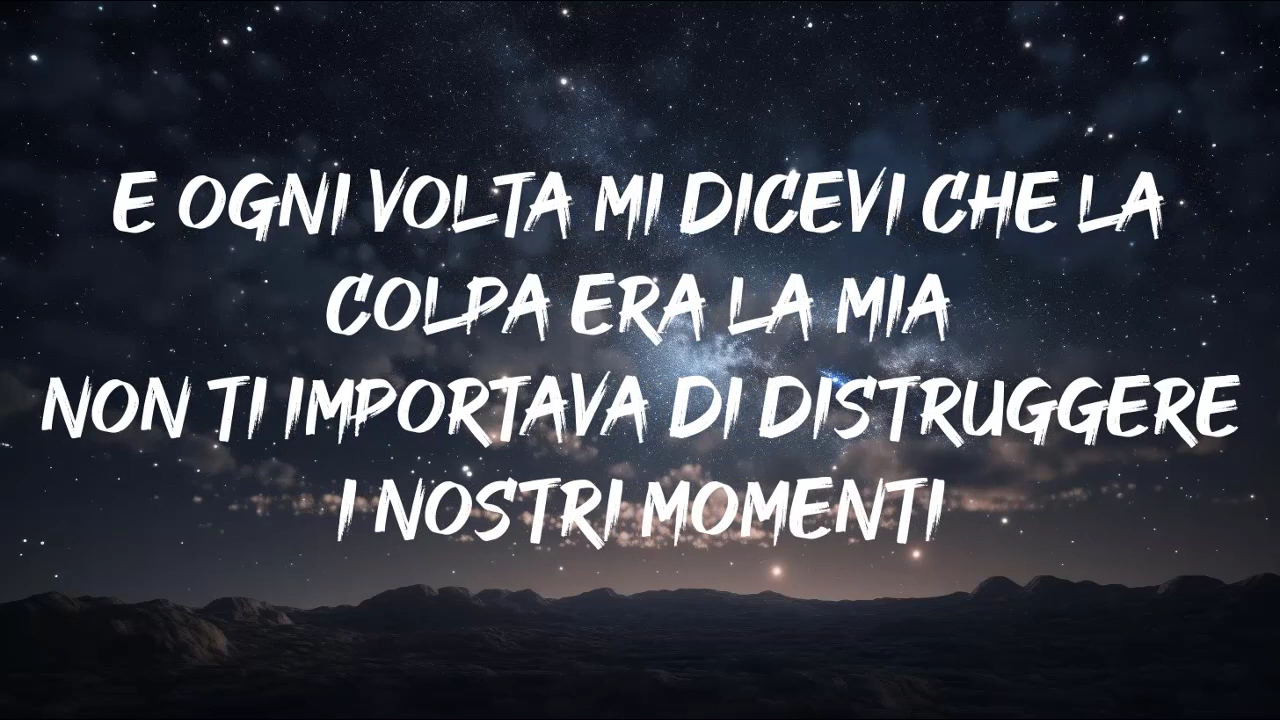 E OGNI VOLTA MI DICEVI CHE LA
COLPA ERA LA MIA
NON TI IMPORTAVA DI DISTRUGGERE
I NOSTRI MOMENTI